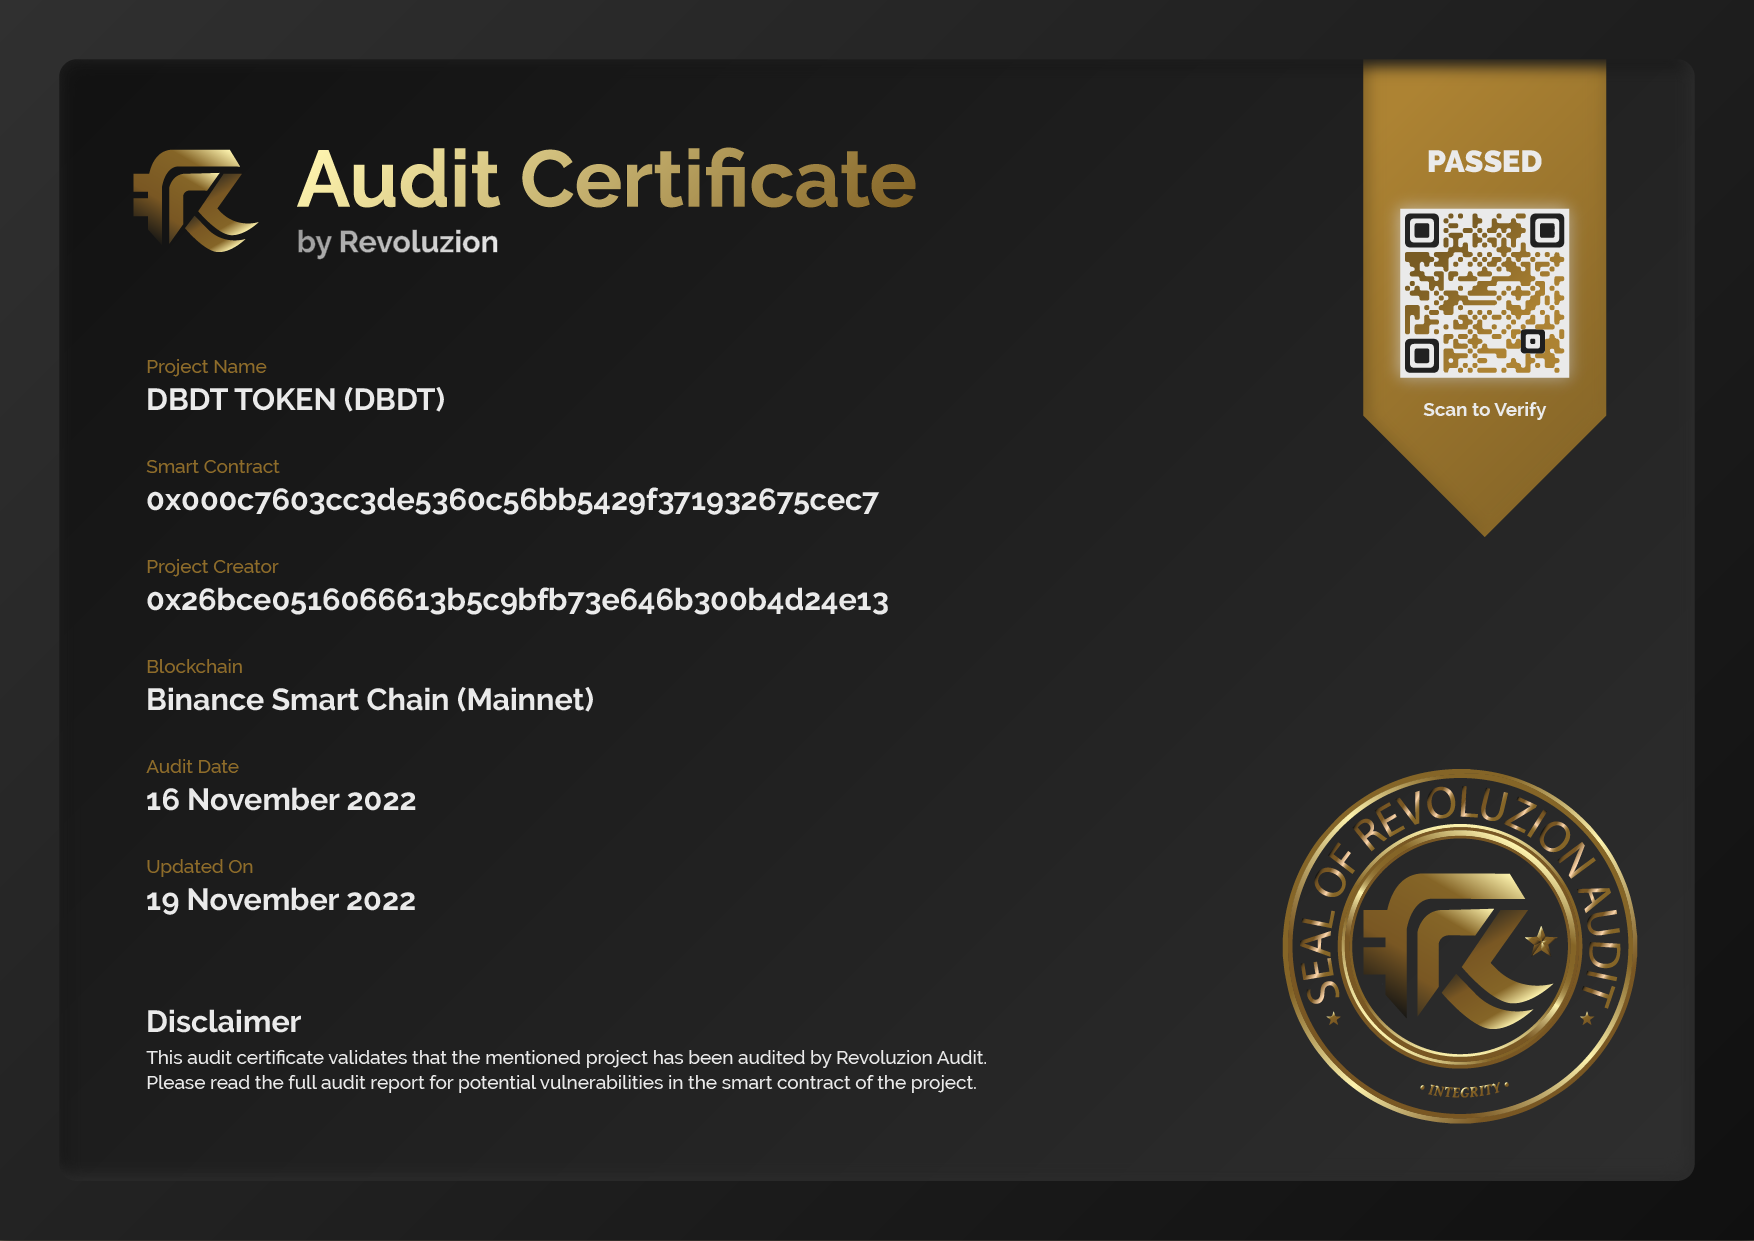 Audit Certificate
by Revoluzion
PASSED
Scan to Verify
Project Name
DBDT TOKEN (DBDT)
Smart Contract
0x000c7603cc3de5360c56bb5429f371932675cec7
Project Creator
0x26bce0516066613b5c9bfb73e646b300b4d24e13
Blockchain
Binance Smart Chain (Mainnet)
Audit Date
16 November 2022
Updated On
19 November 2022
Disclaimer
This audit certificate validates that the mentioned project has been audited by Revoluzion Audit.
Please read the full audit report for potential vulnerabilities in the smart contract of the project.
SEAL OF REVOLUZION AUDIT
• INTEGRITY •